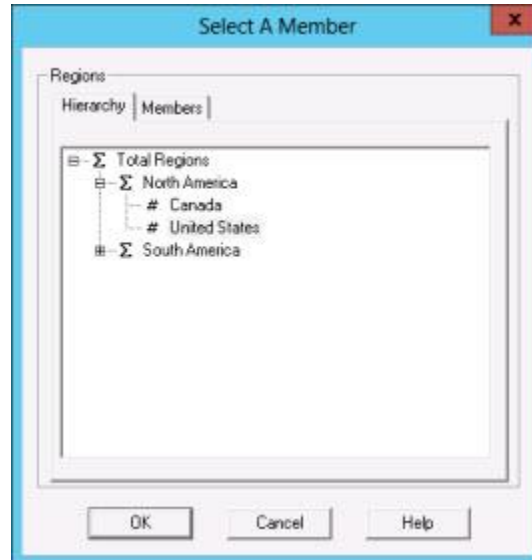 Select A Member
x
Regions
Hierarchy Members
Σ Total Regions
Σ North America
# Canada
# United States
Σ South America
OK Cancel Help